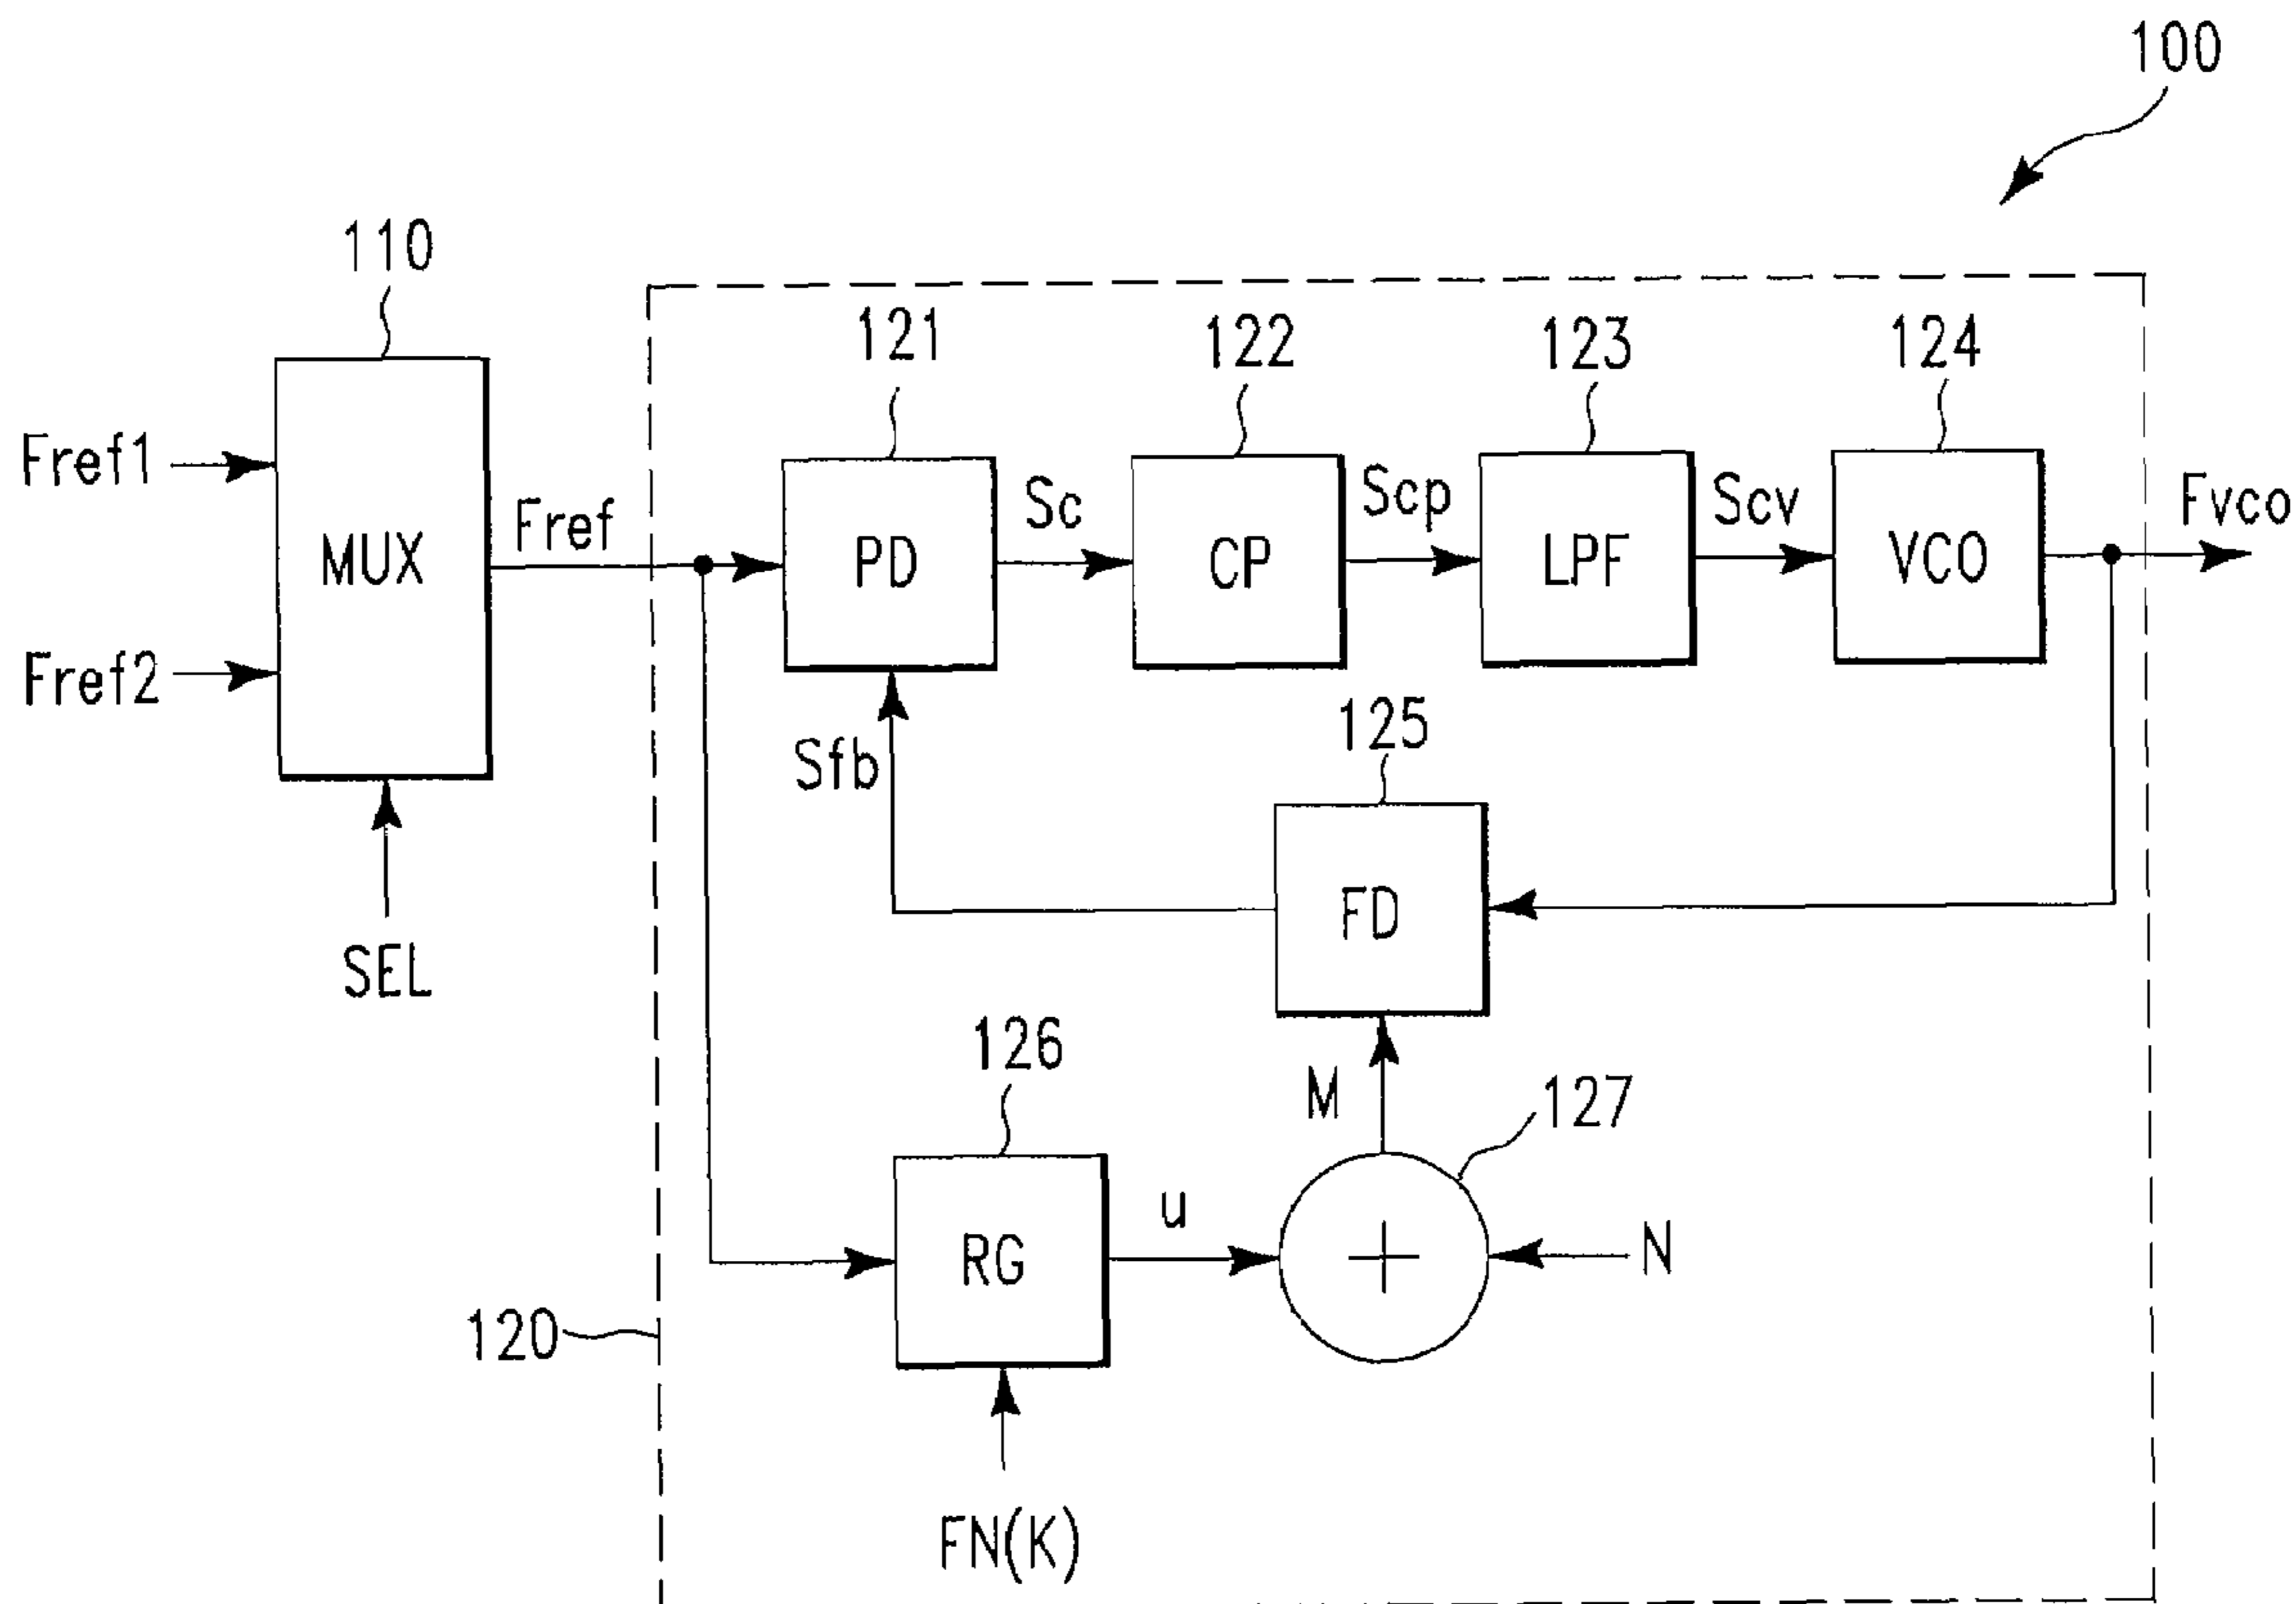 100
110
121
122
123
124
Fref1
Fref2
MUX
Fref
PD
Sc
CP
Scp
LPF
Scv
VCO
Fvco
Sfb
125
FD
SEL
126
M
127
RG
u
+
N
120
FN(K)